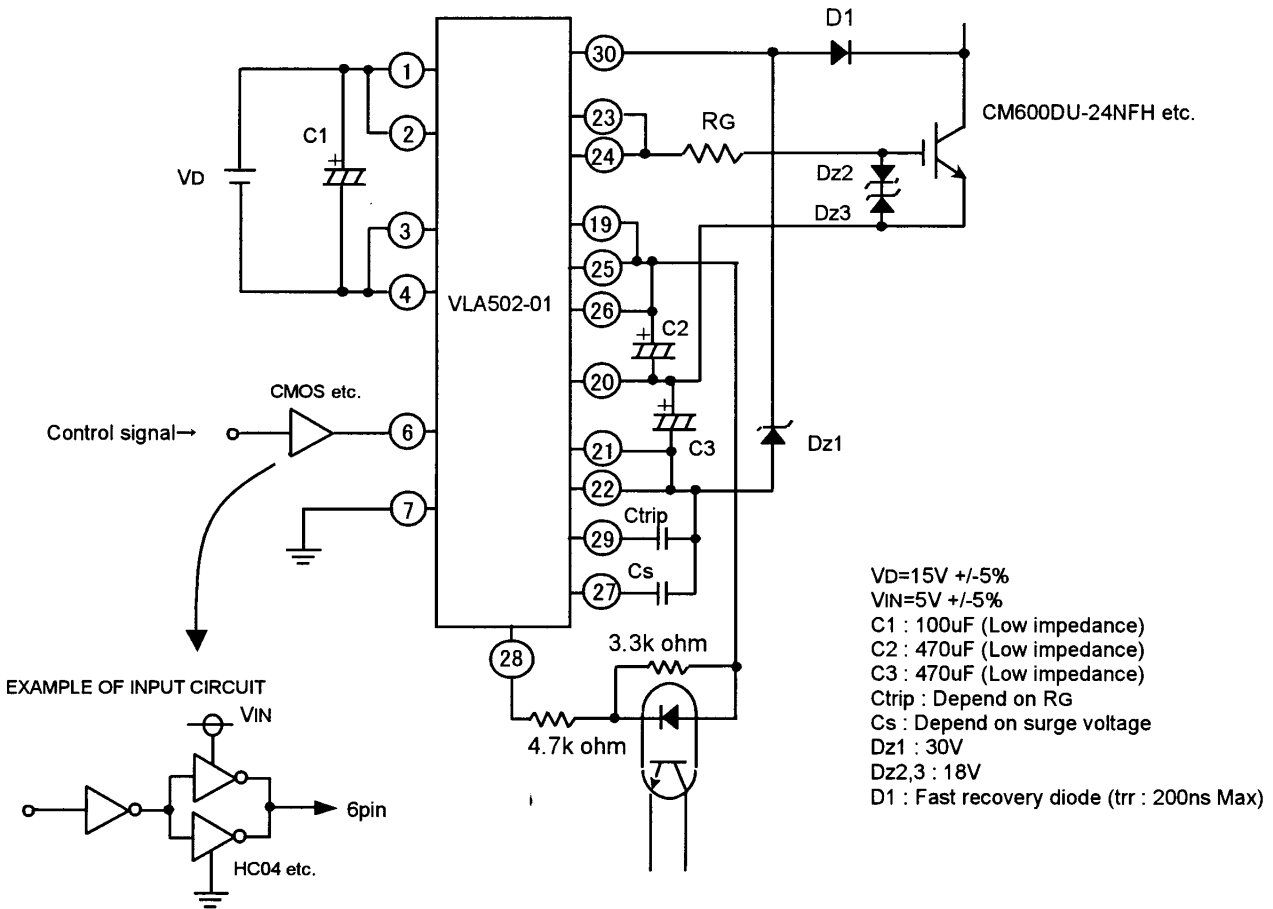 D1
30
1
CM600DU-24NFH etc.
23
RG
C1
2
+
24
Dz2
VD
Dz3
19
3
25
4
VLA502-01
26
+
C2
20
CMOS etc.
+
Control signal→
6
21
C3
Dz1
22
7
Ctrip
29
Cs
27
VD=15V +/-5%
VIN=5V +/-5%
C1 : 100uF (Low impedance)
C2 : 470uF (Low impedance)
C3 : 470uF (Low impedance)
Ctrip : Depend on RG
Cs : Depend on surge voltage
Dz1 : 30V
Dz2,3 : 18V
D1 : Fast recovery diode (trr : 200ns Max)
28
3.3k ohm
4.7k ohm
EXAMPLE OF INPUT CIRCUIT
VIN
6pin
HC04 etc.